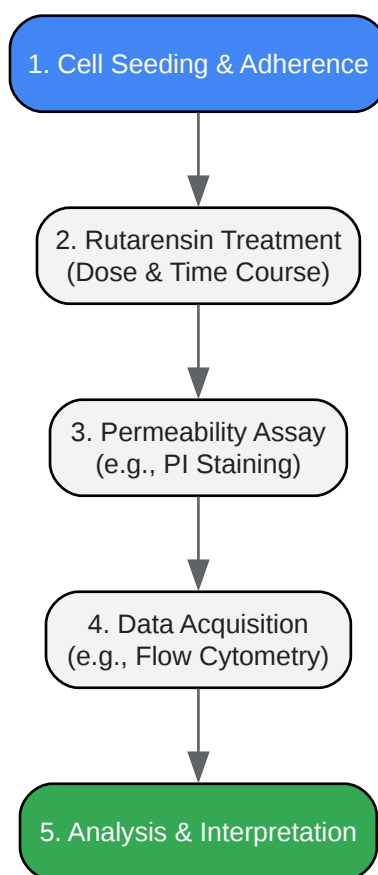 1. Cell Seeding & Adherence
2. Rutarensin Treatment
(Dose & Time Course)
3. Permeability Assay
(e.g., PI Staining)
4. Data Acquisition
(e.g., Flow Cytometry)
5. Analysis & Interpretation